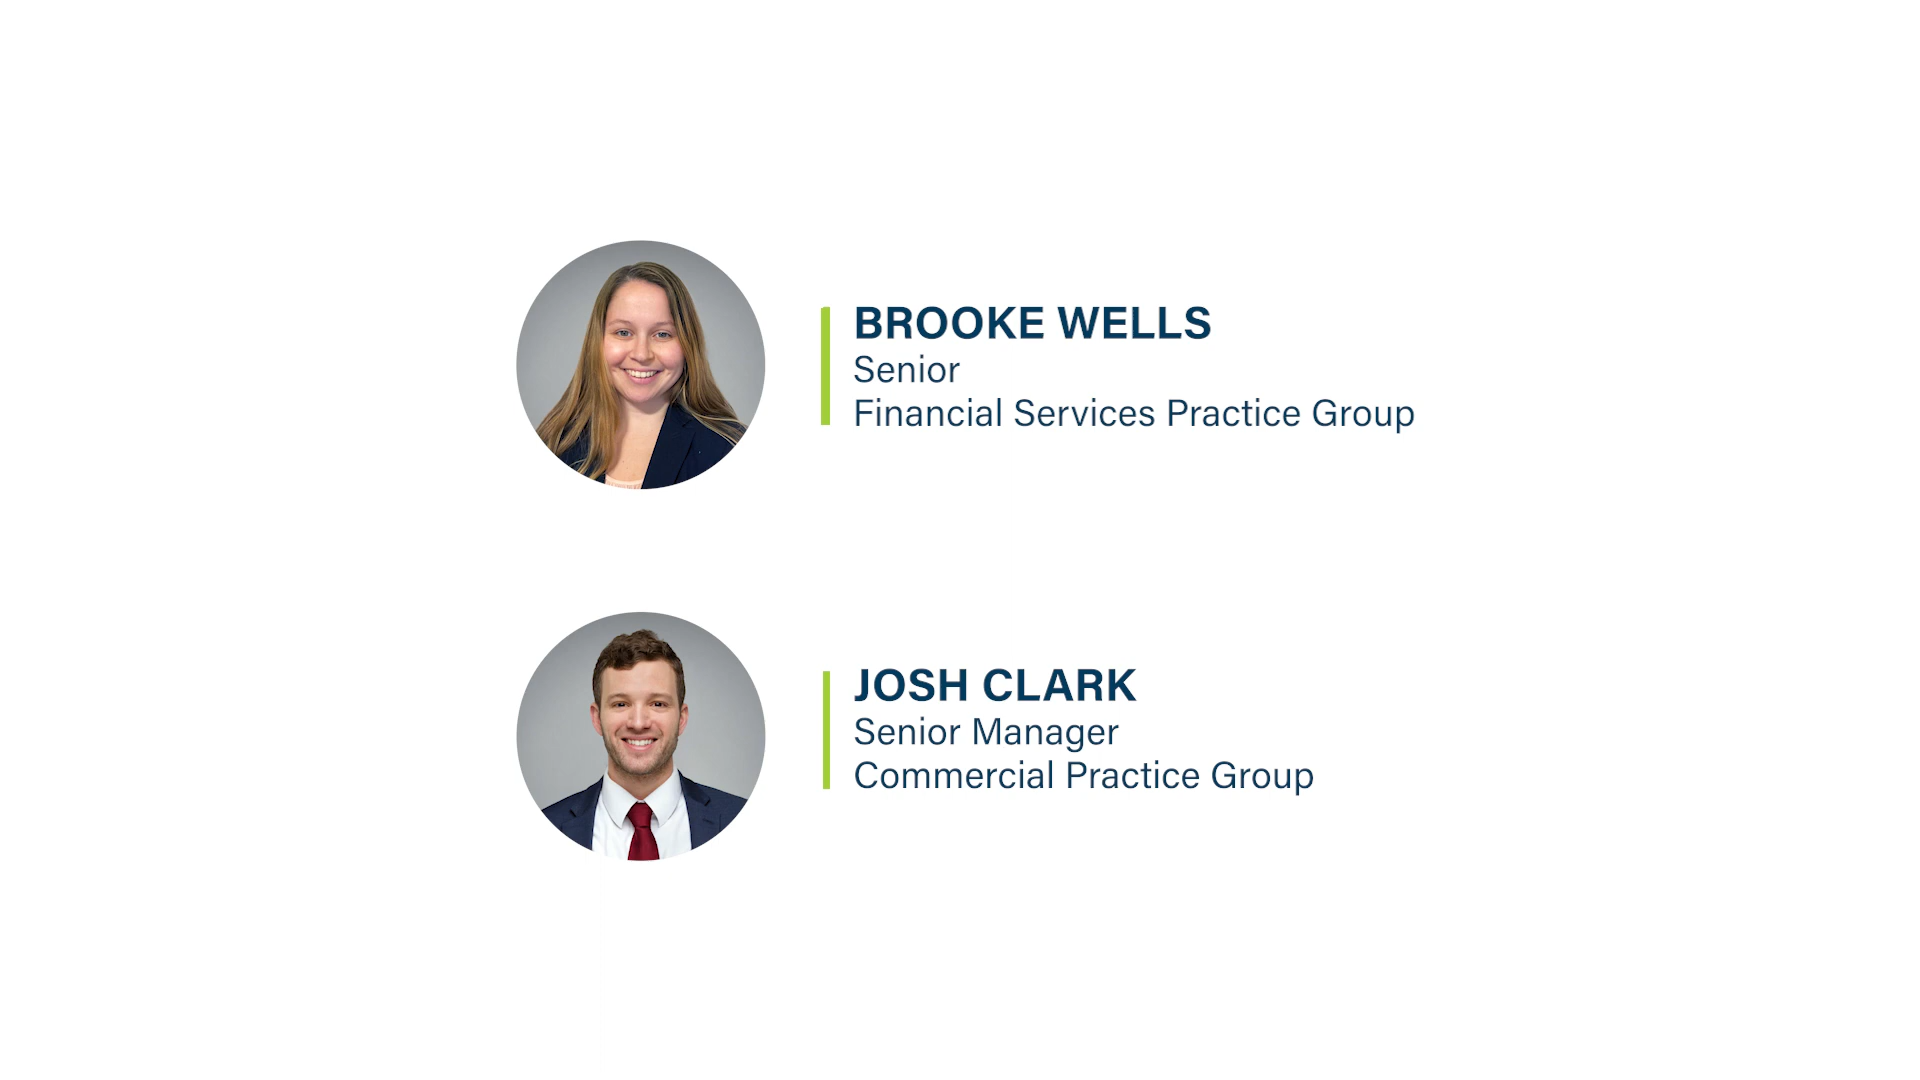 BROOKE WELLS
Senior
Financial Services Practice Group
JOSH CLARK
Senior Manager
Commercial Practice Group